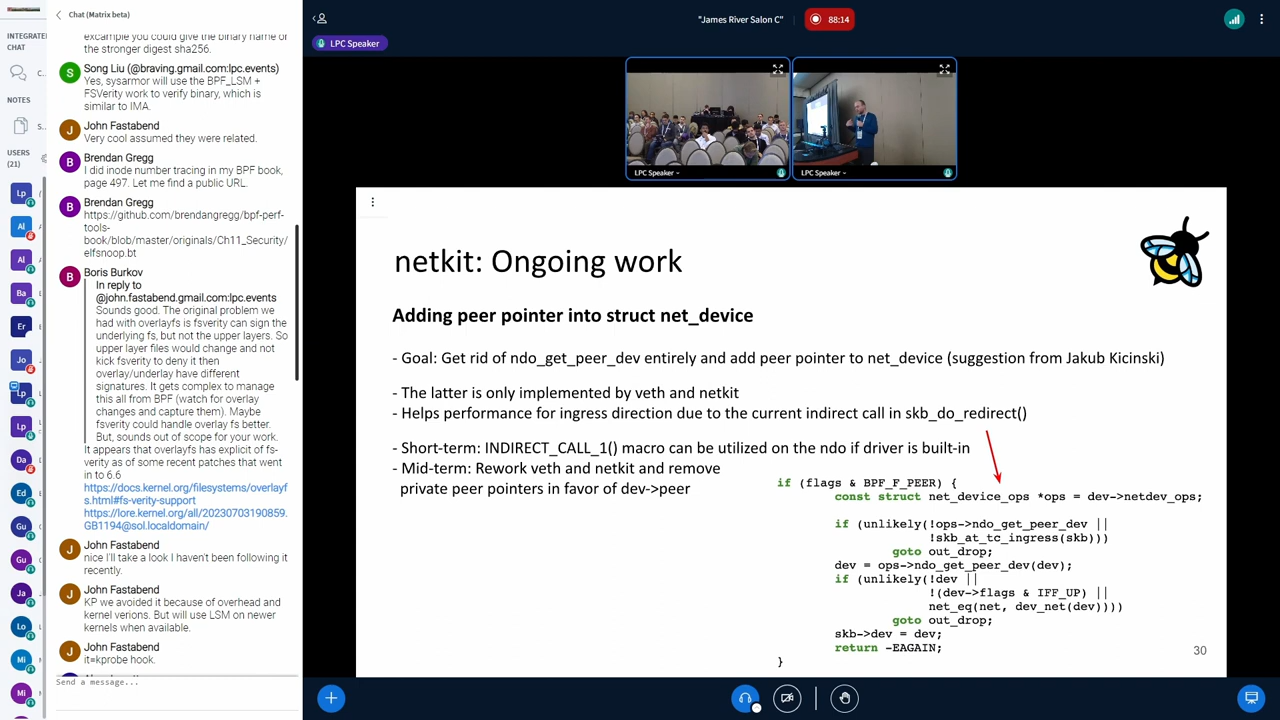 INTEGRATE
CHAT
C..
NOTES
S...
USERS
(21)
Lp
Al
Al
Ba
Er
Jo
Lp
Lp
Da
Ed
Gu
Gu
Ja
Lo
Mi
Mi
Chat (Matrix beta)
excample you could give the binary name or
the stronger digest sha256.
S
Song Liu (@braving.gmail.com:lpc.events)
Yes, sysarmor will use the BPF_LSM +
FSVerity work to verify binary, which is
similar to IMA.
J
John Fastabend
Very cool assumed they were related.
B
Brendan Gregg
I did inode number tracing in my BPF book,
page 497. Let me find a public URL.
B
Brendan Gregg
https://github.com/brendangregg/bpf-perf-
tools-
book/blob/master/originals/Ch11_Security/
elfsnoop.bt
B
Boris Burkov
In reply to
@john.fastabend.gmail.com:lpc.events
Sounds good. The original problem we
had with overlayfs is fsverity can sign the
underlying fs, but not the upper layers. So
upper layer files would change and not
kick fsverity to deny it then
overlay/underlay have different
signatures. It gets complex to manage
this all from BPF (watch for overlay
changes and capture them). Maybe
fsverity could handle overlay fs better.
But, sounds out of scope for your work.
It appears that overlayfs has explicit of fs-
verity as of some recent patches that went
in to 6.6
https://docs.kernel.org/filesystems/overlayf
s.html#fs-verity-support
https://lore.kernel.org/all/20230703190859.
GB1194@sol.localdomain/
J
John Fastabend
nice I'll take a look I haven't been following it
recently.
J
John Fastabend
KP we avoided it because of overhead and
kernel verions. But will use LSM on newer
kernels when available.
J
John Fastabend
it=kprobe hook.
Send a message...
"James River Salon C"
88:14
LPC Speaker
LPC Speaker
LPC Speaker
netkit: Ongoing work
Adding peer pointer into struct net_device
- Goal: Get rid of ndo_get_peer_dev entirely and add peer pointer to net_device (suggestion from Jakub Kicinski)
- The latter is only implemented by veth and netkit
- Helps performance for ingress direction due to the current indirect call in skb_do_redirect()
- Short-term: INDIRECT_CALL_1() macro can be utilized on the ndo if driver is built-in
- Mid-term: Rework veth and netkit and remove
private peer pointers in favor of dev->peer
if (flags & BPF_F_PEER) {
const struct net_device_ops *ops = dev->netdev_ops;
if (unlikely(!ops->ndo_get_peer_dev ||
!skb_at_tc_ingress(skb)))
goto out_drop;
dev = ops->ndo_get_peer_dev(dev);
if (unlikely(!dev ||
!(dev->flags & IFF_UP) ||
net_eq(net, dev_net(dev))))
goto out_drop;
skb->dev = dev;
return -EAGAIN;
}
30